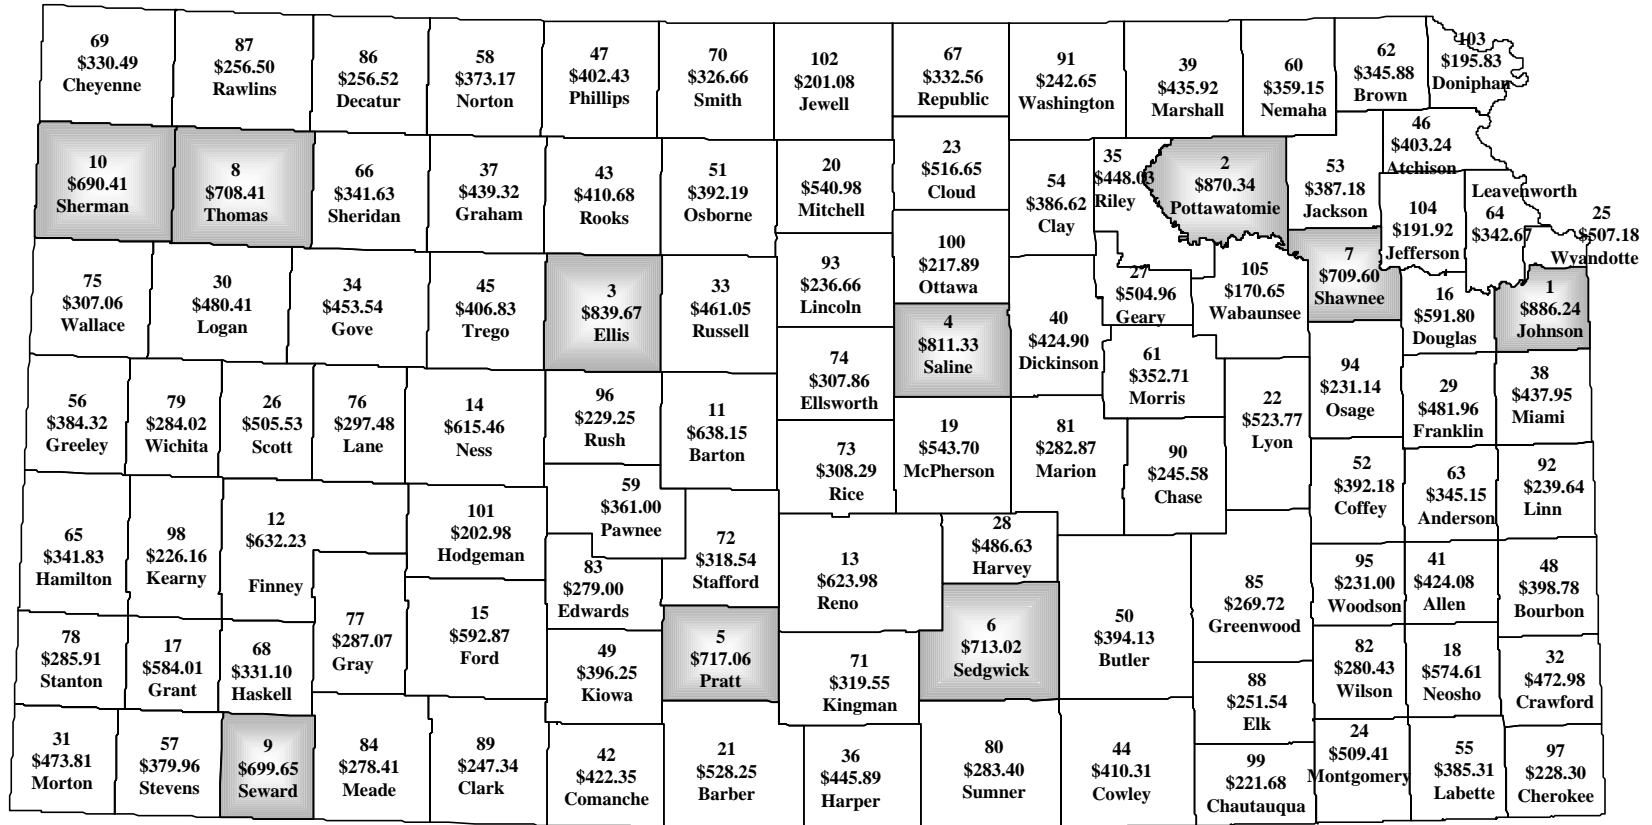 69
$330.49
Cheyenne
87
$256.50
Rawlins
86
$256.52
Decatur
58
$373.17
Norton
47
$402.43
Phillips
70
$326.66
Smith
102
$201.08
Jewell
67
$332.56
Republic
91
$242.65
Washington
39
$435.92
Marshall
60
$359.15
Nemaha
62
$345.88
Brown
103
$195.83
Doniphan
10
$690.41
Sherman
8
$708.41
Thomas
66
$341.63
Sheridan
37
$439.32
Graham
43
$410.68
Rooks
51
$392.19
Osborne
20
$540.98
Mitchell
23
$516.65
Cloud
54
$386.62
Clay
35
$448.03
Riley
2
$870.34
Pottawatomie
53
$387.18
Jackson
46
$403.24
Atchison
104
$191.92
Jefferson
Leavenworth
64
$342.67
25
$507.18
Wyandotte
75
$307.06
Wallace
30
$480.41
Logan
34
$453.54
Gove
45
$406.83
Trego
3
$839.67
Ellis
33
$461.05
Russell
93
$236.66
Lincoln
100
$217.89
Ottawa
4
$811.33
Saline
40
$424.90
Dickinson
27
$504.96
Geary
105
$170.65
Wabaunsee
7
$709.60
Shawnee
16
$591.80
Douglas
1
$886.24
Johnson
56
$384.32
Greeley
79
$284.02
Wichita
26
$505.53
Scott
76
$297.48
Lane
14
$615.46
Ness
96
$229.25
Rush
11
$638.15
Barton
74
$307.86
Ellsworth
73
$308.29
Rice
19
$543.70
McPherson
81
$282.87
Marion
61
$352.71
Morris
90
$245.58
Chase
22
$523.77
Lyon
94
$231.14
Osage
29
$481.96
Franklin
38
$437.95
Miami
65
$341.83
Hamilton
98
$226.16
Kearny
12
$632.23
Finney
101
$202.98
Hodgeman
59
$361.00
Pawnee
83
$279.00
Edwards
72
$318.54
Stafford
13
$623.98
Reno
28
$486.63
Harvey
52
$392.18
Coffey
63
$345.15
Anderson
92
$239.64
Linn
78
$285.91
Stanton
17
$584.01
Grant
68
$331.10
Haskell
77
$287.07
Gray
15
$592.87
Ford
49
$396.25
Kiowa
5
$717.06
Pratt
71
$319.55
Kingman
6
$713.02
Sedgwick
50
$394.13
Butler
85
$269.72
Greenwood
95
$231.00
Woodson
41
$424.08
Allen
48
$398.78
Bourbon
82
$280.43
Wilson
18
$574.61
Neosho
32
$472.98
Crawford
31
$473.81
Morton
57
$379.96
Stevens
9
$699.65
Seward
84
$278.41
Meade
89
$247.34
Clark
42
$422.35
Comanche
21
$528.25
Barber
36
$445.89
Harper
80
$283.40
Sumner
44
$410.31
Cowley
88
$251.54
Elk
99
$221.68
Chautauqua
24
$509.41
Montgomery
55
$385.31
Labette
97
$228.30
Cherokee